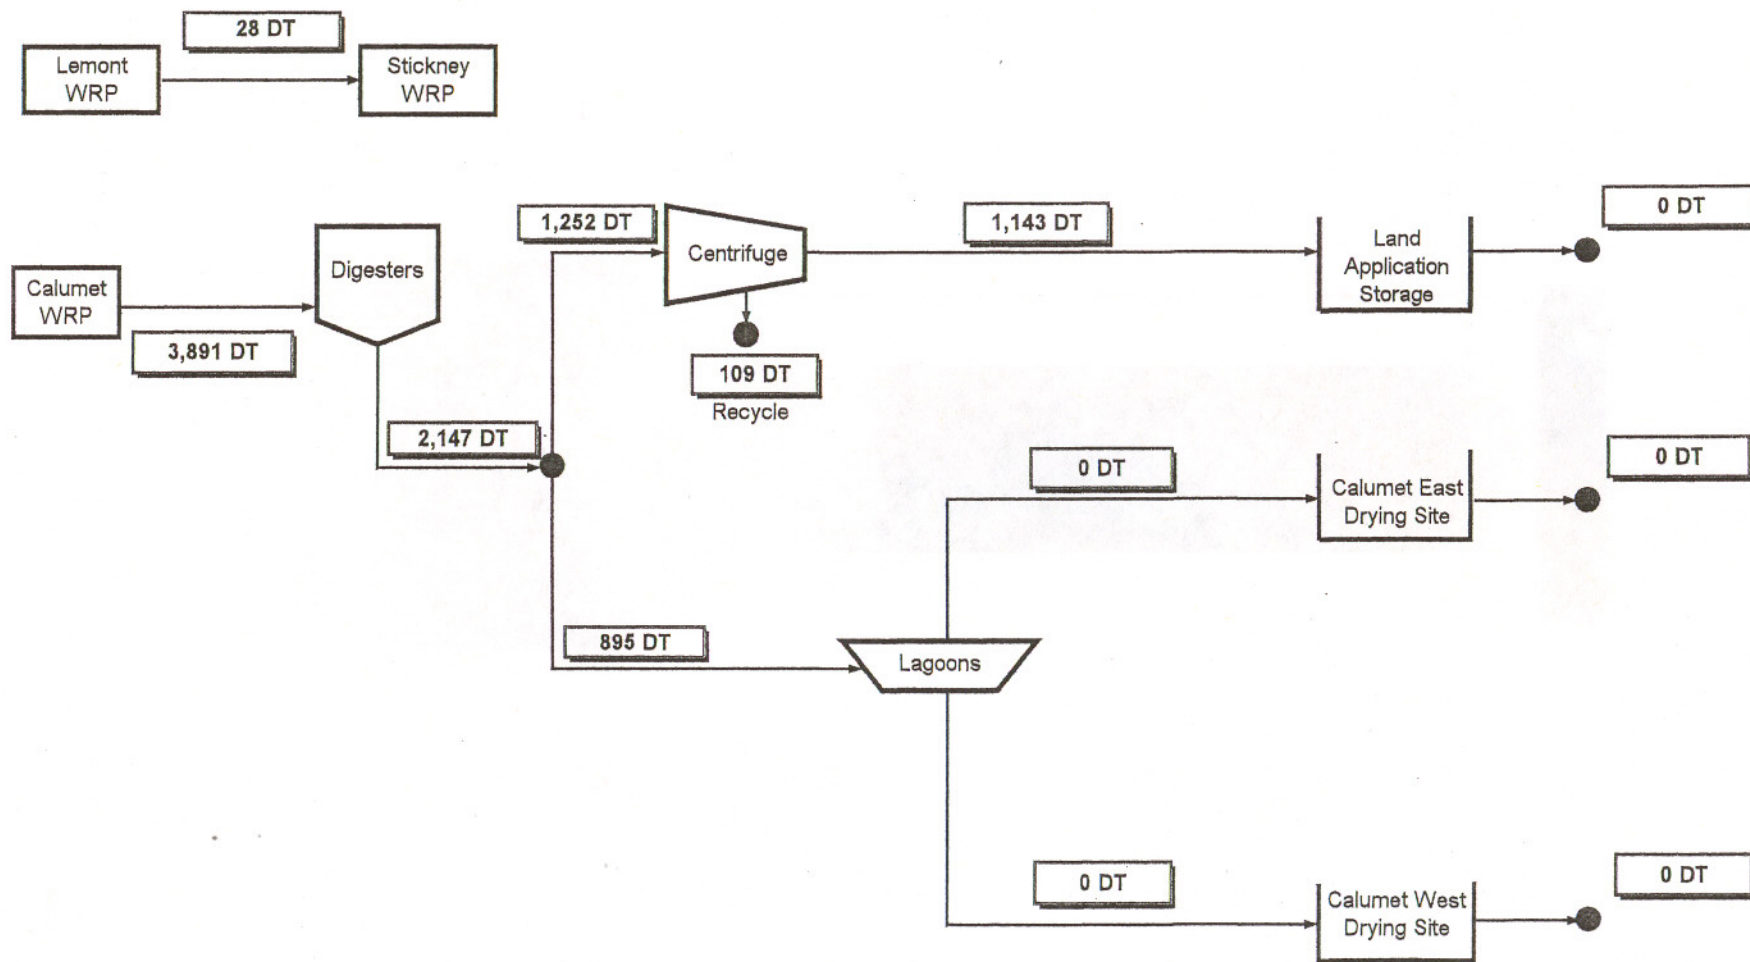 28 DT
Lemont
WRP
Stickney
WRP
0 DT
1,252 DT
1,143 DT
Centrifuge
Land
Application
Storage
Digesters
Calumet
WRP
3,891 DT
109 DT
Recycle
2,147 DT
0 DT
0 DT
Calumet East
Drying Site
895 DT
Lagoons
0 DT
0 DT
Calumet West
Drying Site